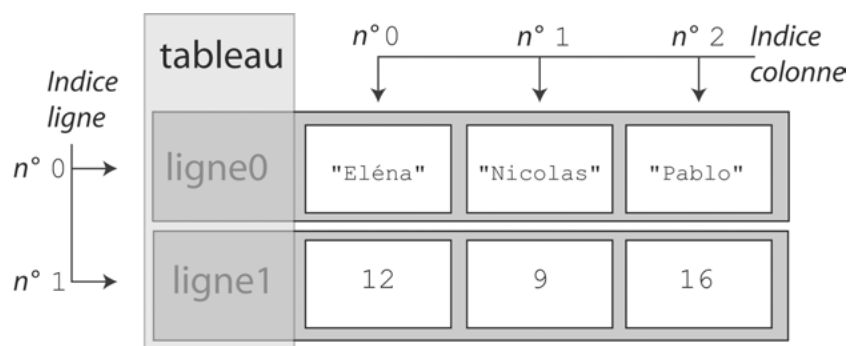 tableau
n° 0 n° 1 n° 2 Indice
colonne
Indice
ligne
n° 0 ligne0 "Eléna" "Nicolas" "Pablo"
n° 1 ligne1 12 9 16